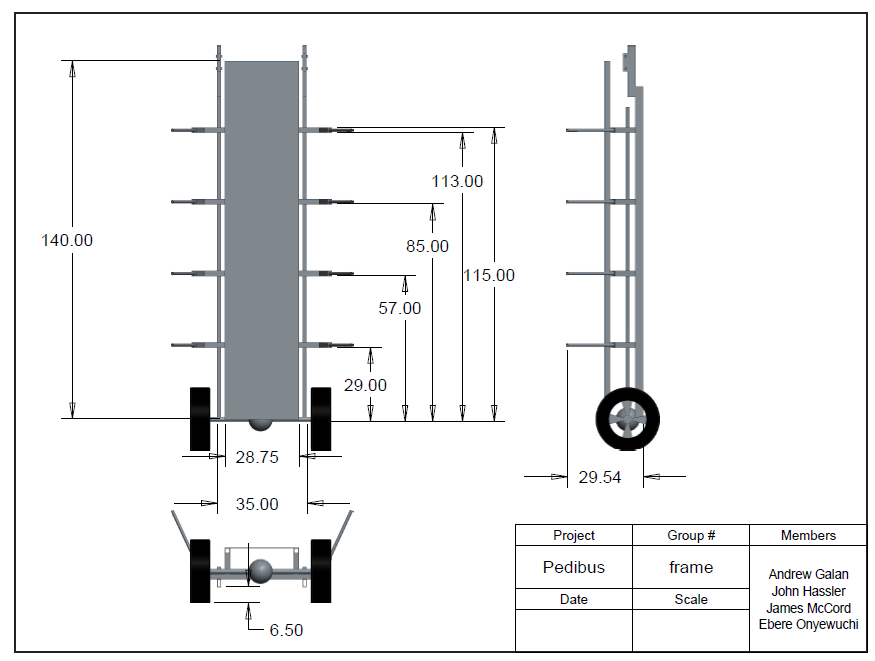 113.00
140.00
85.00
115.00
57.00
29.00
28.75
29.54
35.00
Project
Group #
Members
Pedibus
frame
Andrew Galan
John Hassler
James McCord
Ebere Onyewuchi
Date
Scale
6.50